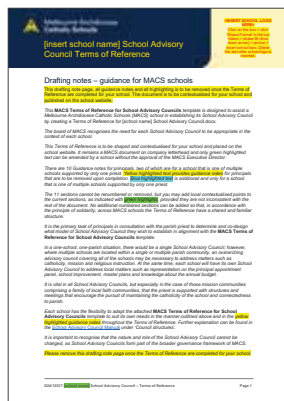 Melbourne Archdiocese
Catholic Schools
<INSERT SCHOOL LOGO
HERE>
[insert school name] School Advisory
Council Terms of Reference
Drafting notes – guidance for MACS schools
This drafting note page, all guidance notes and all highlighting is to be removed once the Terms of
Reference are completed for your school. The document is to be contextualised for your school and
published on the school website.
This MACS Terms of Reference for School Advisory Councils template is designed to assist a
Melbourne Archdiocese Catholic Schools (MACS) school in establishing its School Advisory Council
by creating a Terms of Reference for [school name] School Advisory Council.docx.
The board of MACS recognises the need for each School Advisory Council to be appropriate in the
context of each school.
This Terms of Reference is to be shaped and contextualised for your school and placed on the
school website. It remains a MACS document on company letterhead and only green highlighted
text can be amended by a school without the approval of the MACS Executive Director.
There are 10 Guidance notes for principals, two of which are for a school that is one of multiple
schools supported by only one priest. Yellow highlighted text provides guidance notes for principals
that are to be removed upon completion. Blue highlighted text is additional and only for a school
that is one of multiple schools supported by only one priest.
The 11 sections cannot be renumbered or removed, but you may add local contextualised points to
the current sections, as indicated with green highlights, provided they are not inconsistent with the
rest of the document. No additional numbered sections can be added so that, in accordance with
the principle of solidarity, across MACS schools the Terms of Reference have a shared and familiar
structure.
It is the primary task of principals in consultation with the parish priest to determine and co-design
what model of School Advisory Council they wish to establish in alignment with the MACS Terms of
Reference for School Advisory Councils template.
In a one-school, one-parish situation, there would be a single School Advisory Council; however,
where multiple schools are located within a single or multiple parish community, an overarching
advisory council covering all of the schools may be necessary to address matters such as
catholicity, mission and religious instruction. At the same time, each school will have its own School
Advisory Council to address local matters such as representation on the principal appointment
panel, school improvement, master plans and knowledge about the annual budget.
It is vital in all School Advisory Councils, but especially in the case of those mission communities
comprising a family of local faith communities, that the priest is supported with structures and
meetings that encourage the pursuit of maintaining the catholicity of the school and connectedness
to parish.
Each school has the flexibility to adapt the attached MACS Terms of Reference for School
Advisory Councils template to suit its own needs in the manner outlined above and in the yellow
highlighted guidance notes throughout the Terms of Reference. Further explanation can be found in
the School Advisory Council Manual under 'Council structures'.
It is important to recognise that the nature and role of the School Advisory Council cannot be
changed, as School Advisory Councils form part of the broader governance framework of MACS.
Please remove this drafting note page once the Terms of Reference are completed for your school.
School Advisory Council – Terms of Reference
Page 1